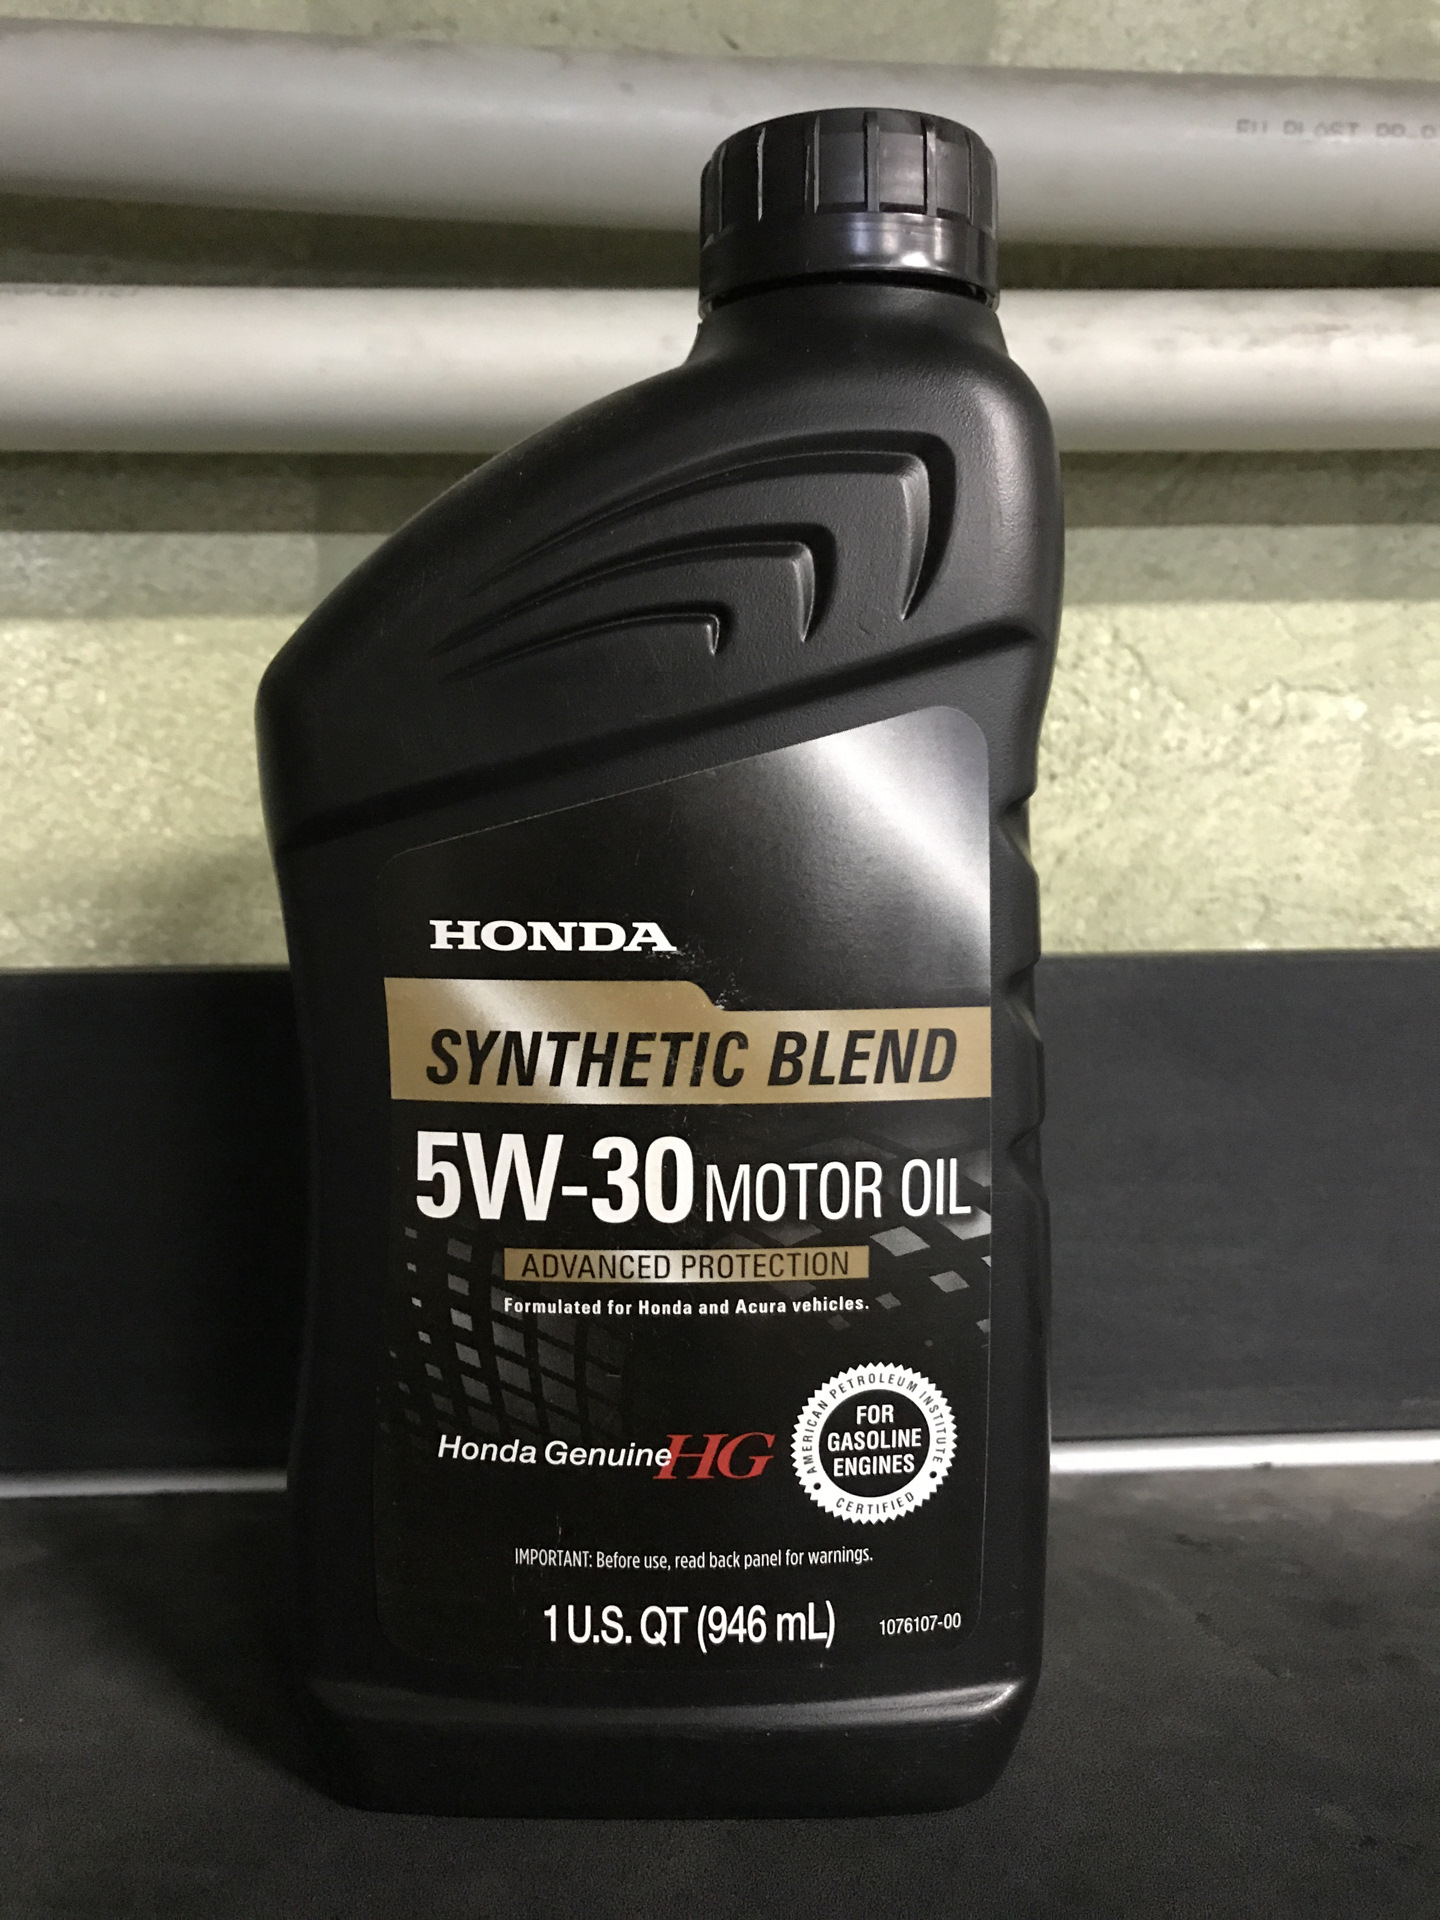 HONDA
SYNTHETIC BLEND
5W-30 MOTOR OIL
ADVANCED PROTECTION
Formulated for Honda and Acura vehicles.
Honda Genuine HG
AMERICAN PETROLEUM INSTITUTE
FOR
GASOLINE
ENGINES
CERTIFIED
IMPORTANT: Before use, read back panel for warnings.
1 U.S. QT (946 mL)
1076107-00